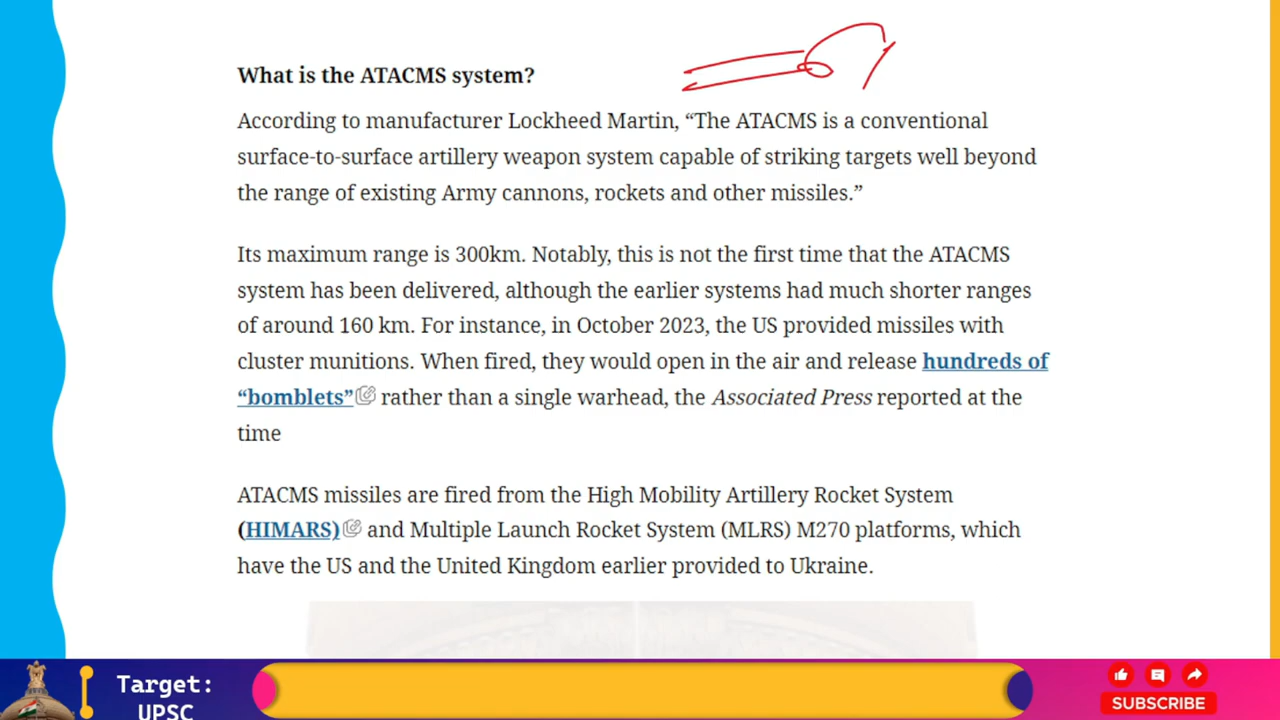 What is the ATACMS system?
According to manufacturer Lockheed Martin, “The ATACMS is a conventional
surface-to-surface artillery weapon system capable of striking targets well beyond
the range of existing Army cannons, rockets and other missiles.”
Its maximum range is 300km. Notably, this is not the first time that the ATACMS
system has been delivered, although the earlier systems had much shorter ranges
of around 160 km. For instance, in October 2023, the US provided missiles with
cluster munitions. When fired, they would open in the air and release hundreds of
“bomblets” rather than a single warhead, the Associated Press reported at the
time
ATACMS missiles are fired from the High Mobility Artillery Rocket System
(HIMARS) and Multiple Launch Rocket System (MLRS) M270 platforms, which
have the US and the United Kingdom earlier provided to Ukraine.
Target:
UPSC
SUBSCRIBE